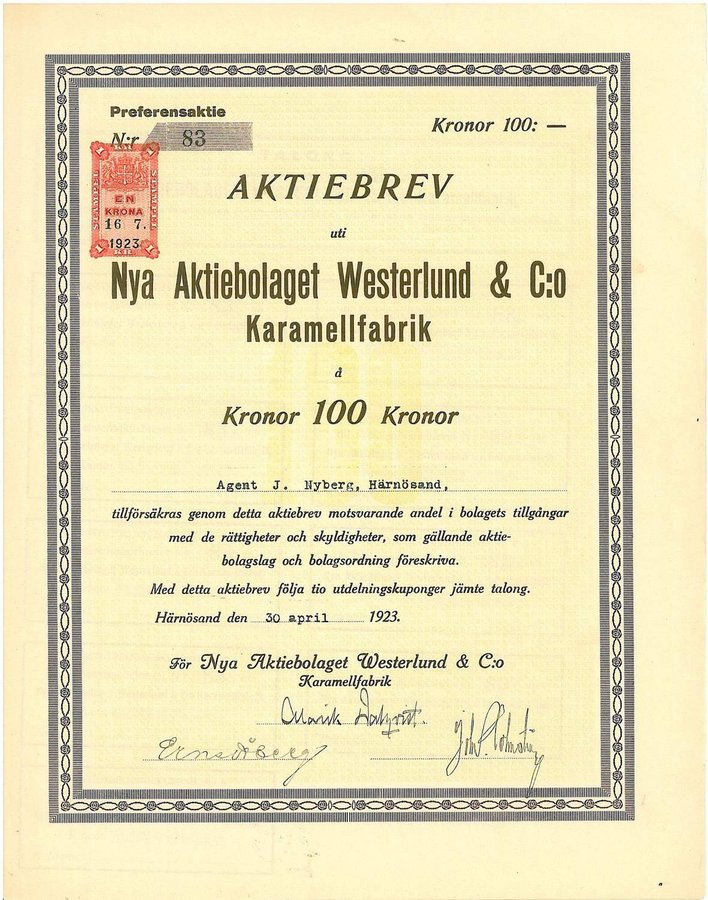 Preferensaktie
N:r 83
Kronor 100: —
STÄMPEL
EN
KRONA
16 7.
1923
AKTIEBREV
uti
Nya Aktiebolaget Westerlund & C:o
Karamellfabrik
à
Kronor 100 Kronor
Agent J. Nyberg, Härnösand,
tillförsäkras genom detta aktiebrev motsvarande andel i bolagets tillgångar
med de rättigheter och skyldigheter, som gällande aktie-
bolagslag och bolagsordning föreskriva.
Med detta aktiebrev följa tio utdelningskuponger jämte talong.
Härnösand den 30 april 1923.
För Nya Aktiebolaget Westerlund & C:o
Karamellfabrik